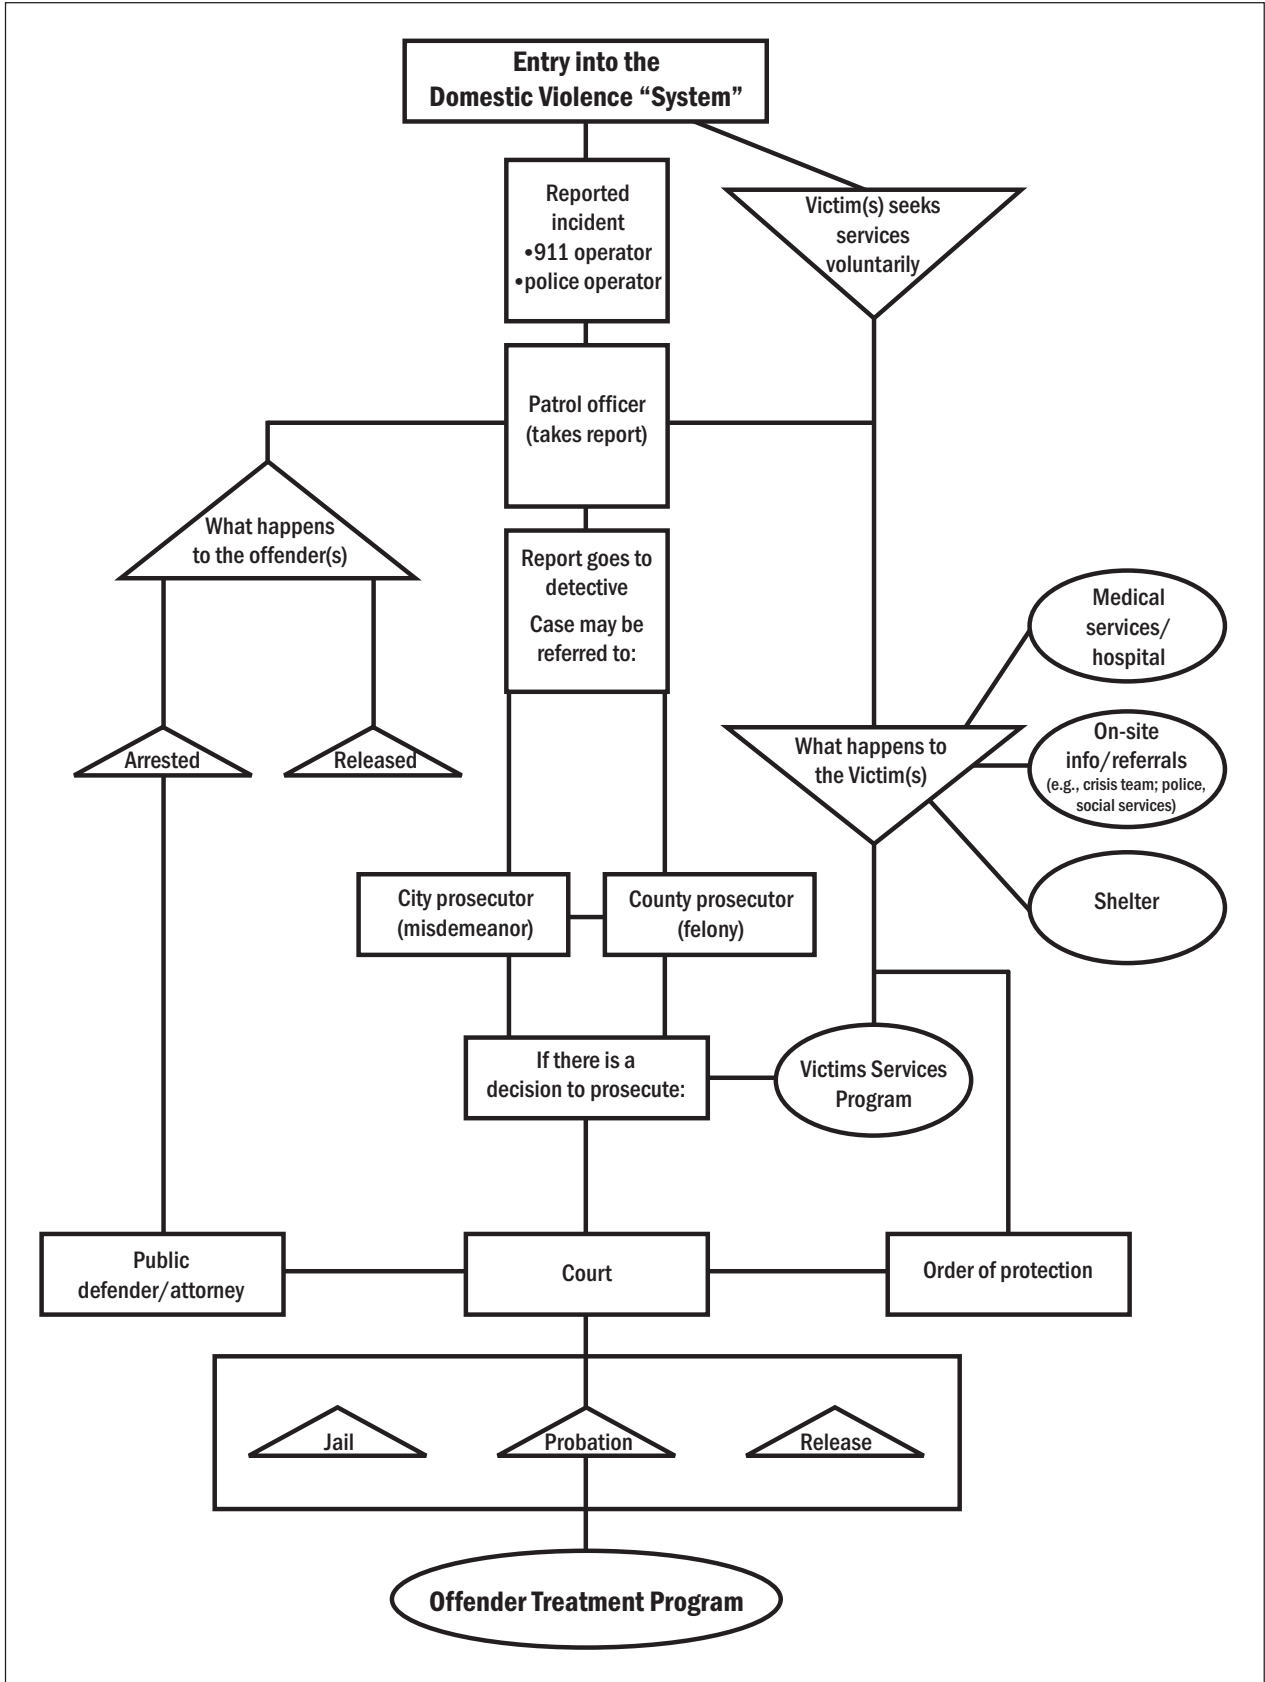 Entry into the
Domestic Violence “System”
Reported
incident
•911 operator
•police operator
Victim(s) seeks
services
voluntarily
Patrol officer
(takes report)
What happens
to the offender(s)
Report goes to
detective
Case may be
referred to:
Medical
services/
hospital
Arrested
Released
What happens to
the Victim(s)
On-site
info/referrals
(e.g., crisis team; police,
social services)
Shelter
City prosecutor
(misdemeanor)
County prosecutor
(felony)
If there is a
decision to prosecute:
Victims Services
Program
Public
defender/attorney
Court
Order of protection
Jail
Probation
Release
Offender Treatment Program